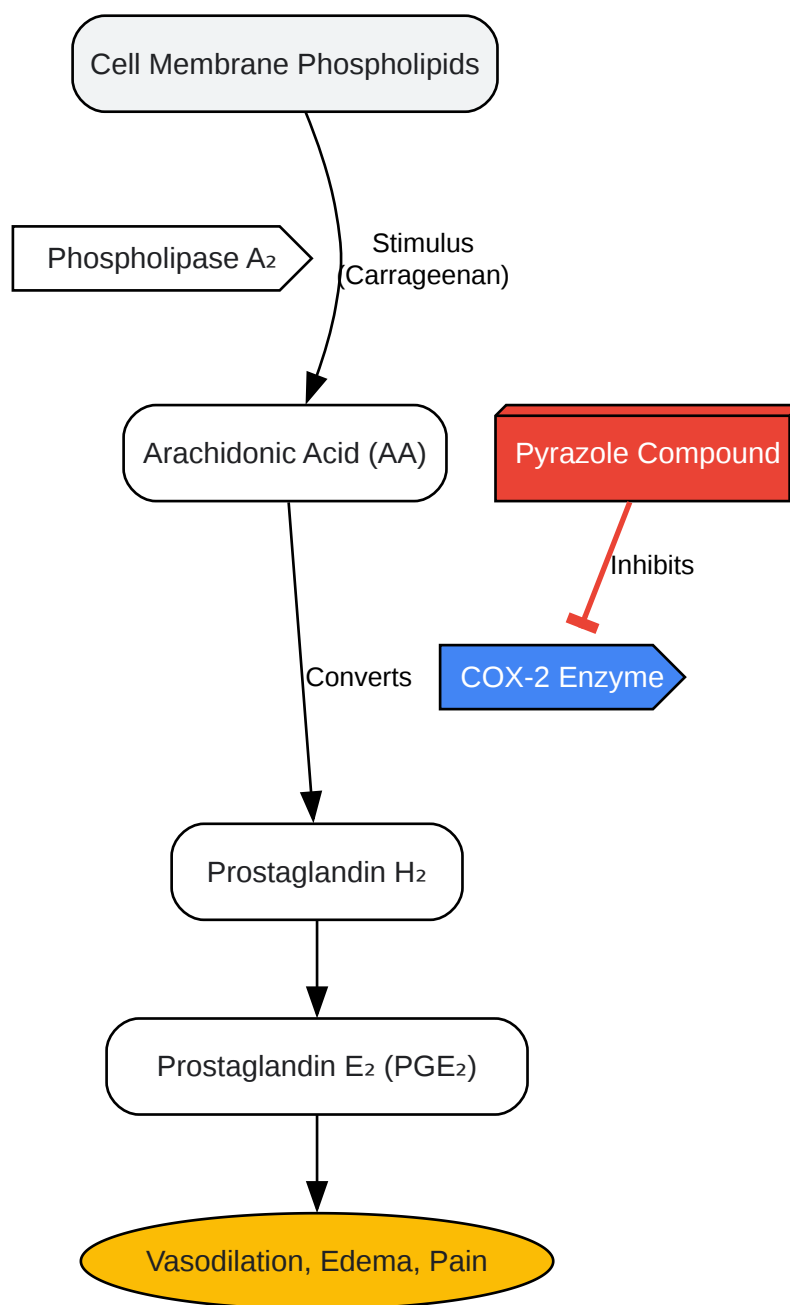 Cell Membrane Phospholipids
Phospholipase A₂
Stimulus
(Carrageenan)
Arachidonic Acid (AA)
Pyrazole Compound
Inhibits
Converts
COX-2 Enzyme
Prostaglandin H₂
Prostaglandin E₂ (PGE₂)
Vasodilation, Edema, Pain